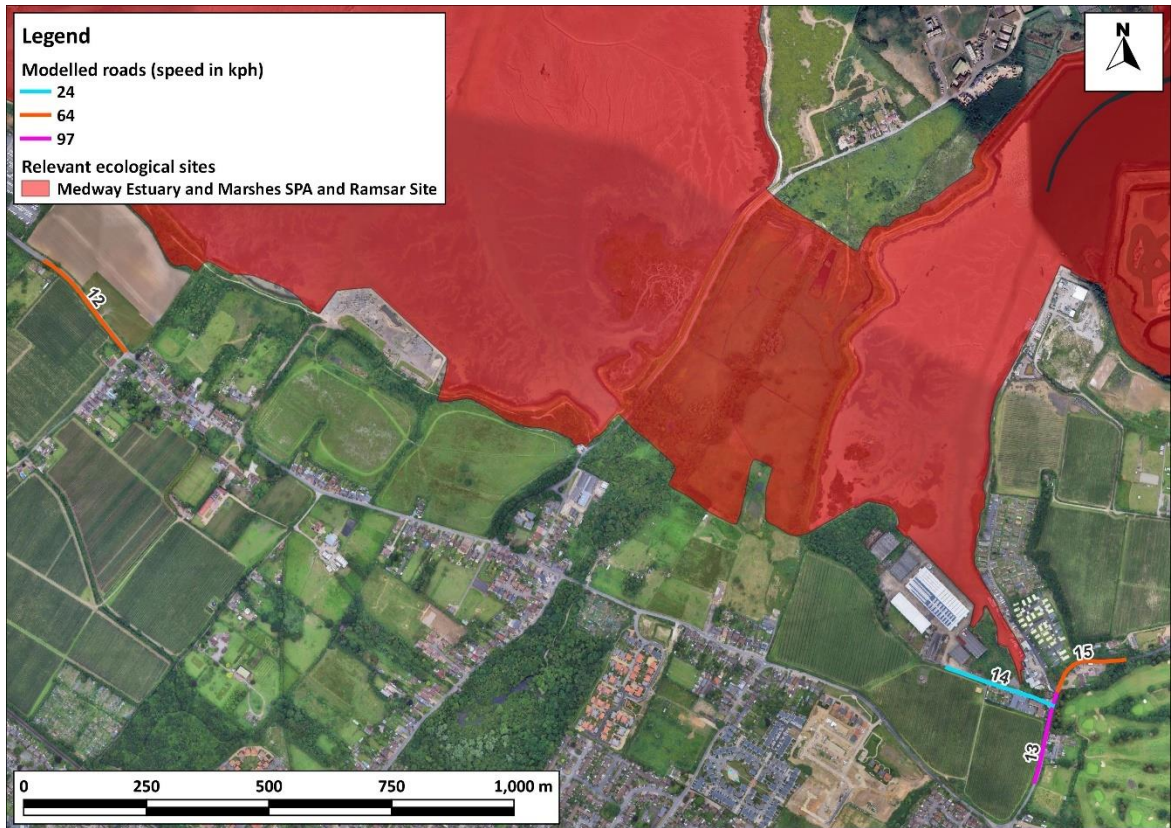 Legend
Modelled roads (speed in kph)
24
64
97
Relevant ecological sites
Medway Estuary and Marshes SPA and Ramsar Site
N
12
15
14
13
0 250 500 750 1,000 m